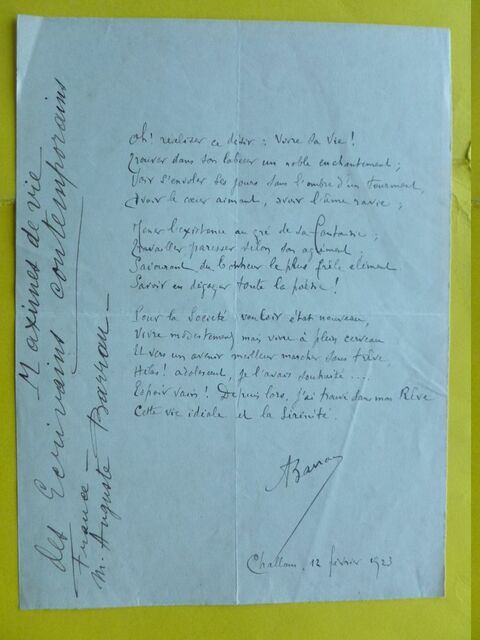 Maximes de vie
des Ecrivains contemporains
France —
M. Auguste Barrau —
Oh! réaliser ce désir : Vivre sa Vie !
Trouver dans son labeur un noble enchantement ;
Voir s'envoler ses jours sans l'ombre d'un tourment,
Avoir le cœur aimant, avoir l'âme ravie ;
Mener l'existence au gré de sa fantaisie ;
Travailler, paresser selon son agrément
Savourant du bonheur le plus frêle élément
Savoir en dégager toute la poésie !
Pour la Société vouloir état nouveau,
Vivre modestement mais vivre à plein cerveau
Et vers un avenir meilleur marcher sans trêve,
Hélas ! adolescent, je l'avais souhaité ....
Espoir vain ! Depuis lors, j'ai trouvé dans mon Rêve
Cette vie idéale et la Sérénité.
ABarrau
Challans, 12 février 192